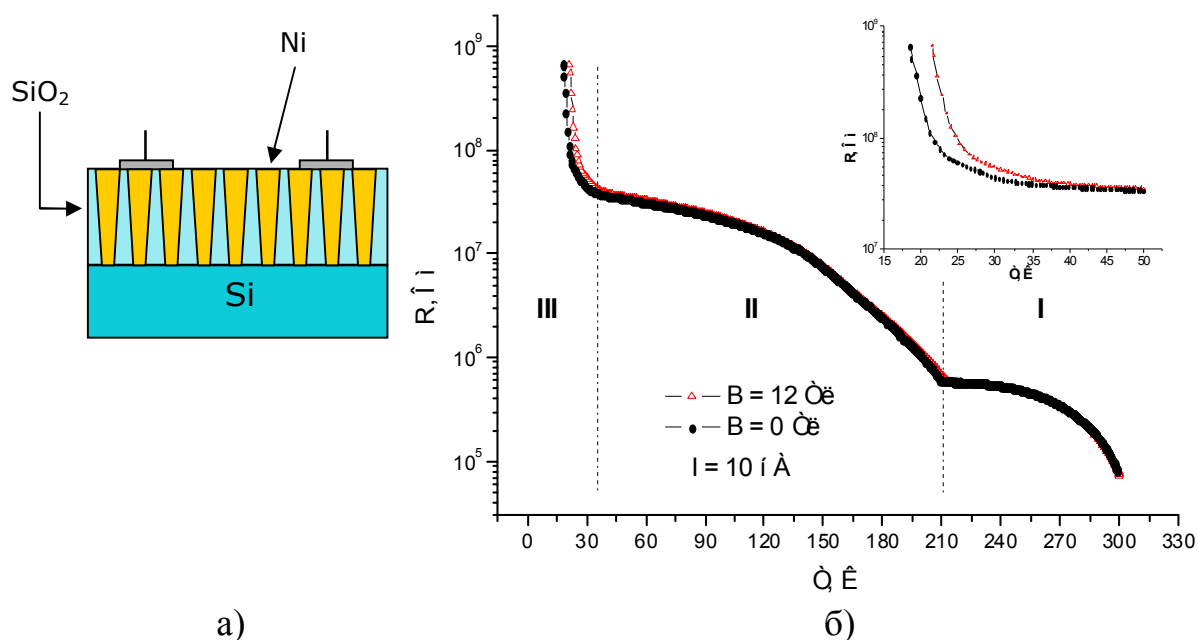 а)
Ni
SiO₂
Si
б)
R, Î ì
10⁹
10⁸
10⁷
10⁶
10⁵
III
II
I
B = 12 Òë
B = 0 Òë
I = 10 í À
0 30 60 90 120 150 180 210 240 270 300 330
Ò, Ê
R, Î ì
10⁹
10⁸
10⁷
15 20 25 30 35 40 45 50
Ò, Ê
a)
б)